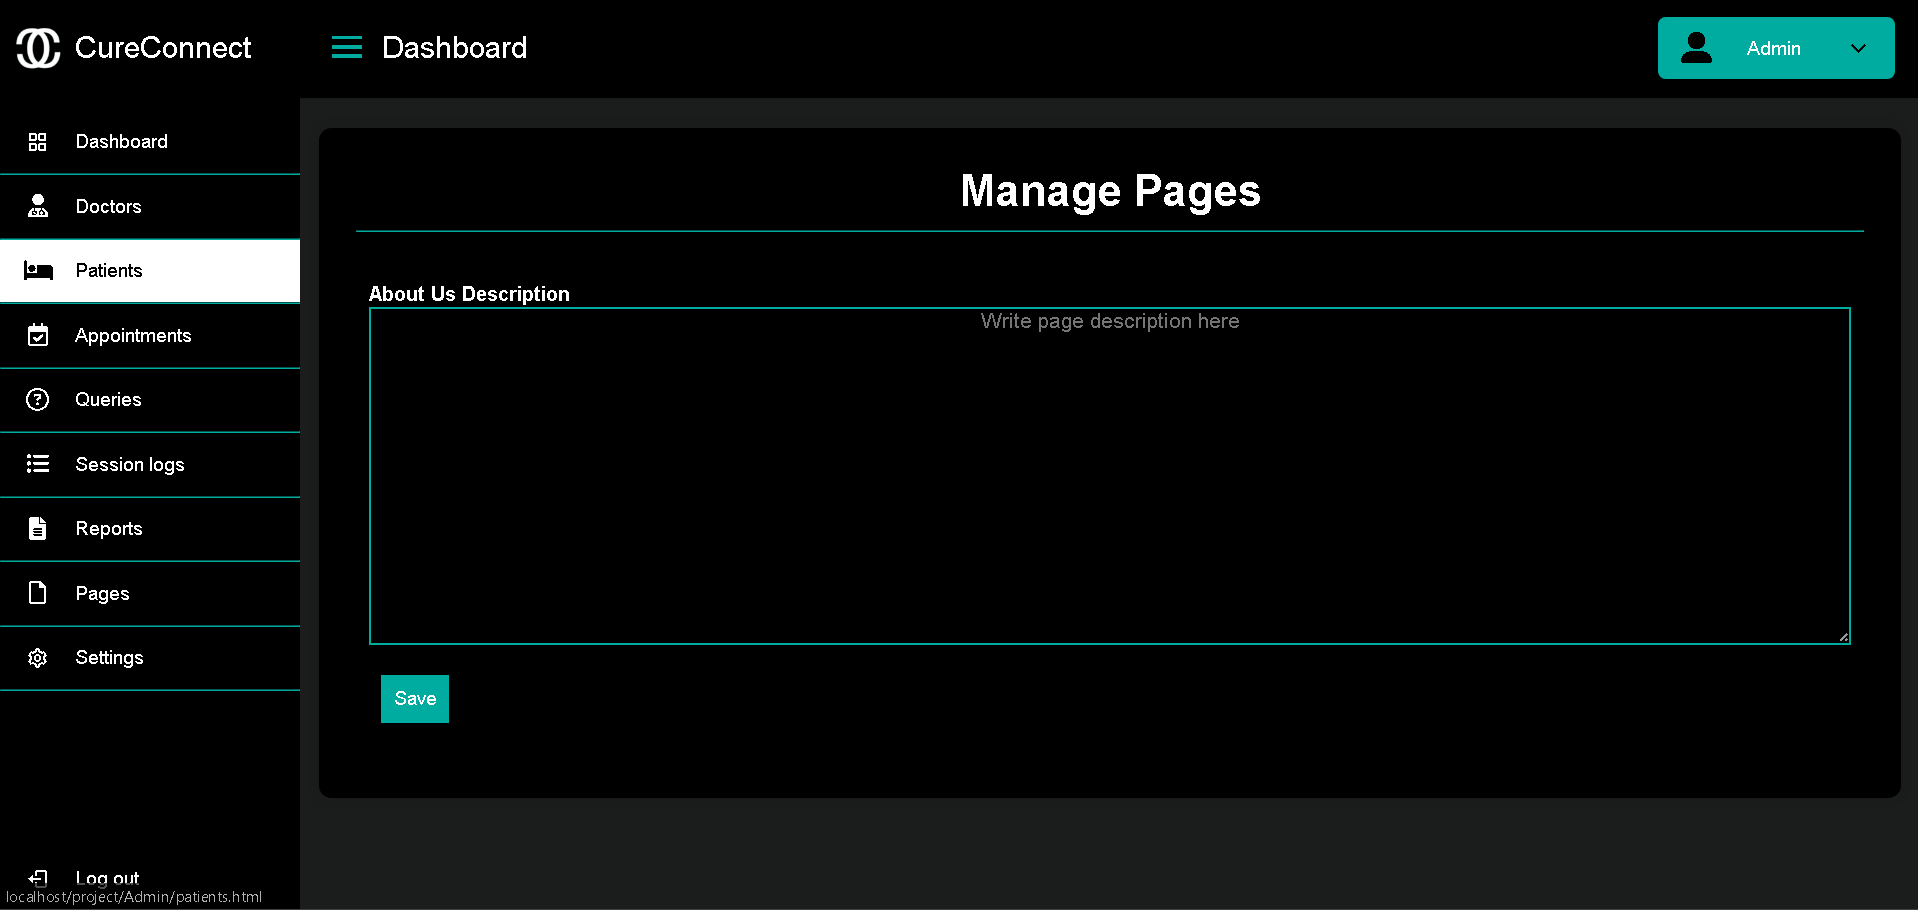 CureConnect
Dashboard
Admin
Dashboard
Doctors
Patients
Appointments
Queries
Session logs
Reports
Pages
Settings
Log out
Manage Pages
About Us Description
Write page description here
Save
localhost/project/Admin/patients.html